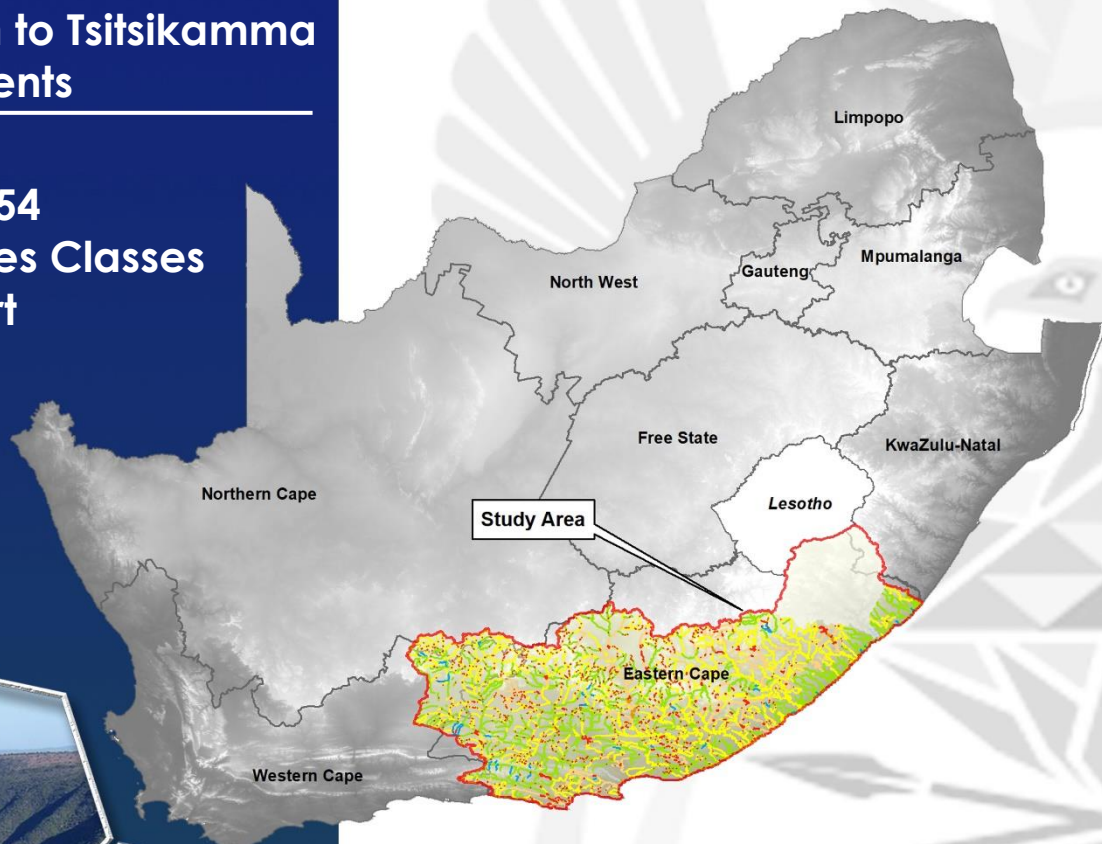 to Tsitsikamma
ents
54
es Classes
Limpopo
Mpumalanga
Gauteng
North West
Free State
KwaZulu-Natal
Northern Cape
Lesotho
Study Area
Eastern Cape
Western Cape